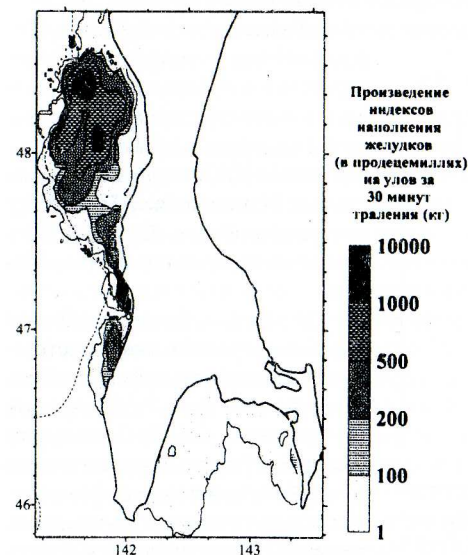 Произведение
индексов
наполнения
желудков
(в продецемиллях)
на улов за
30 минут
траления (кг)
10000
1000
500
200
100
1
48
47
46
142
143